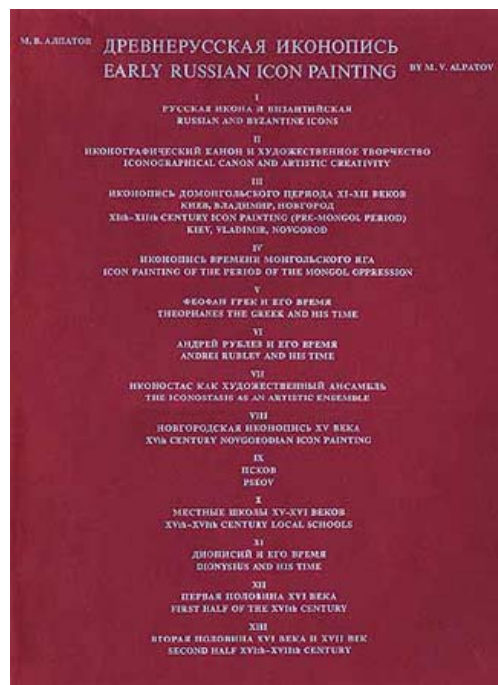 М. В. АЛПАТОВ
ДРЕВНЕРУССКАЯ ИКОНОПИСЬ
EARLY RUSSIAN ICON PAINTING
BY M. V. ALPATOV
I
РУССКАЯ ИКОНА И ВИЗАНТИЙСКАЯ
RUSSIAN AND BYZANTINE ICONS
II
ИКОНОГРАФИЧЕСКИЙ КАНОН И ХУДОЖЕСТВЕННОЕ ТВОРЧЕСТВО
ICONOGRAPHICAL CANON AND ARTISTIC CREATIVITY
III
ИКОНОПИСЬ ДОМОНГОЛЬСКОГО ПЕРИОДА XI-XII ВЕКОВ
КИЕВ, ВЛАДИМИР, НОВГОРОД
XIth-XIIth CENTURY ICON PAINTING (PRE-MONGOL PERIOD)
KIEV, VLADIMIR, NOVGOROD
IV
ИКОНОПИСЬ ВРЕМЕНИ МОНГОЛЬСКОГО ИГА
ICON PAINTING OF THE PERIOD OF THE MONGOL OPPRESSION
V
ФЕОФАН ГРЕК И ЕГО ВРЕМЯ
THEOPHANES THE GREEK AND HIS TIME
VI
АНДРЕЙ РУБЛЕВ И ЕГО ВРЕМЯ
ANDREI RUBLEV AND HIS TIME
VII
ИКОНОСТАС КАК ХУДОЖЕСТВЕННЫЙ АНСАМБЛЬ
THE ICONOSTASIS AS AN ARTISTIC ENSEMBLE
VIII
НОВГОРОДСКАЯ ИКОНОПИСЬ XV ВЕКА
XVth CENTURY NOVGORODIAN ICON PAINTING
IX
ПСКОВ
PSKOV
X
МЕСТНЫЕ ШКОЛЫ XV-XVI ВЕКОВ
XVth-XVIth CENTURY LOCAL SCHOOLS
XI
ДИОНИСИЙ И ЕГО ВРЕМЯ
DIONYSIUS AND HIS TIME
XII
ПЕРВАЯ ПОЛОВИНА XVI ВЕКА
FIRST HALF OF THE XVIth CENTURY
XIII
ВТОРАЯ ПОЛОВИНА XVI ВЕКА И XVII ВЕК
SECOND HALF XVIth-XVIIth CENTURY